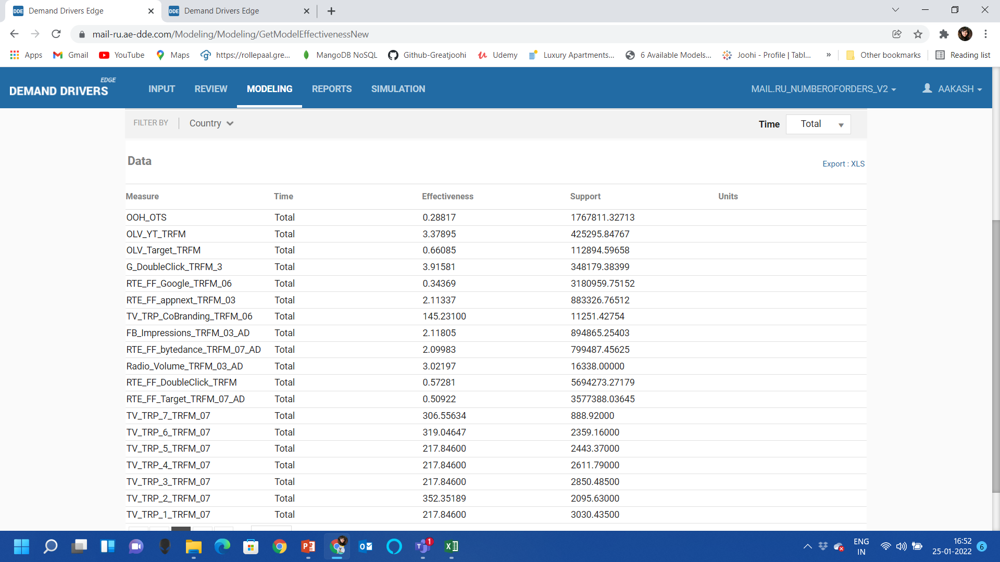 DDE Demand Drivers Edge DDE Demand Drivers Edge
mail-ru.ae-dde.com/Modeling/Modeling/GetModelEffectivenessNew
Apps Gmail YouTube Maps https://rollepaal.gre... MangoDB NoSQL Github-Greatjoohi Udemy Luxury Apartments... 6 Available Models... Joohi - Profile | Tabl... » Other bookmarks Reading list
EDGE
DEMAND DRIVERS INPUT REVIEW MODELING REPORTS SIMULATION MAIL.RU_NUMBEROFORDERS_V2 AAKASH
FILTER BY Country Time Total
Data
Export : XLS
Measure Time Effectiveness Support Units
OOH_OTS Total 0.28817 1767811.32713
OLV_YT_TRFM Total 3.37895 425295.84767
OLV_Target_TRFM Total 0.66085 112894.59658
G_DoubleClick_TRFM_3 Total 3.91581 348179.38399
RTE_FF_Google_TRFM_06 Total 0.34369 3180959.75152
RTE_FF_appnext_TRFM_03 Total 2.11337 883326.76512
TV_TRP_CoBranding_TRFM_06 Total 145.23100 11251.42754
FB_Impressions_TRFM_03_AD Total 2.11805 894865.25403
RTE_FF_bytedance_TRFM_07_AD Total 2.09983 799487.45625
Radio_Volume_TRFM_03_AD Total 3.02197 16338.00000
RTE_FF_DoubleClick_TRFM Total 0.57281 5694273.27179
RTE_FF_Target_TRFM_07_AD Total 0.50922 3577388.03645
TV_TRP_7_TRFM_07 Total 306.55634 888.92000
TV_TRP_6_TRFM_07 Total 319.04647 2359.16000
TV_TRP_5_TRFM_07 Total 217.84600 2443.37000
TV_TRP_4_TRFM_07 Total 217.84600 2611.79000
TV_TRP_3_TRFM_07 Total 217.84600 2850.48500
TV_TRP_2_TRFM_07 Total 352.35189 2095.63000
TV_TRP_1_TRFM_07 Total 217.84600 3030.43500
1
ENG 16:52
IN 25-01-2022 6